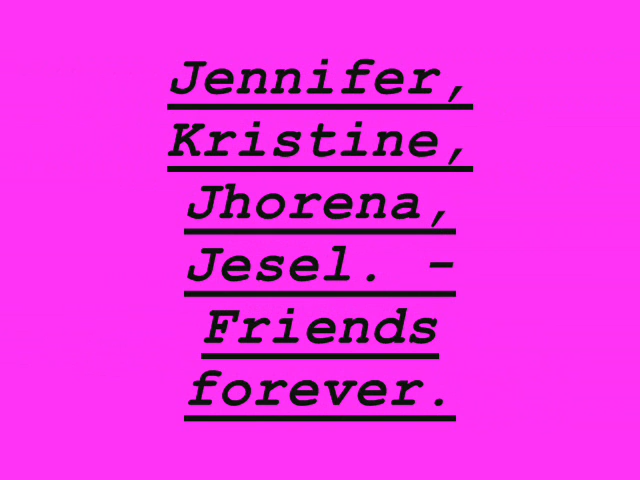 Jennifer,
Kristine,
Jhorena,
Jesel. -
Friends
forever.